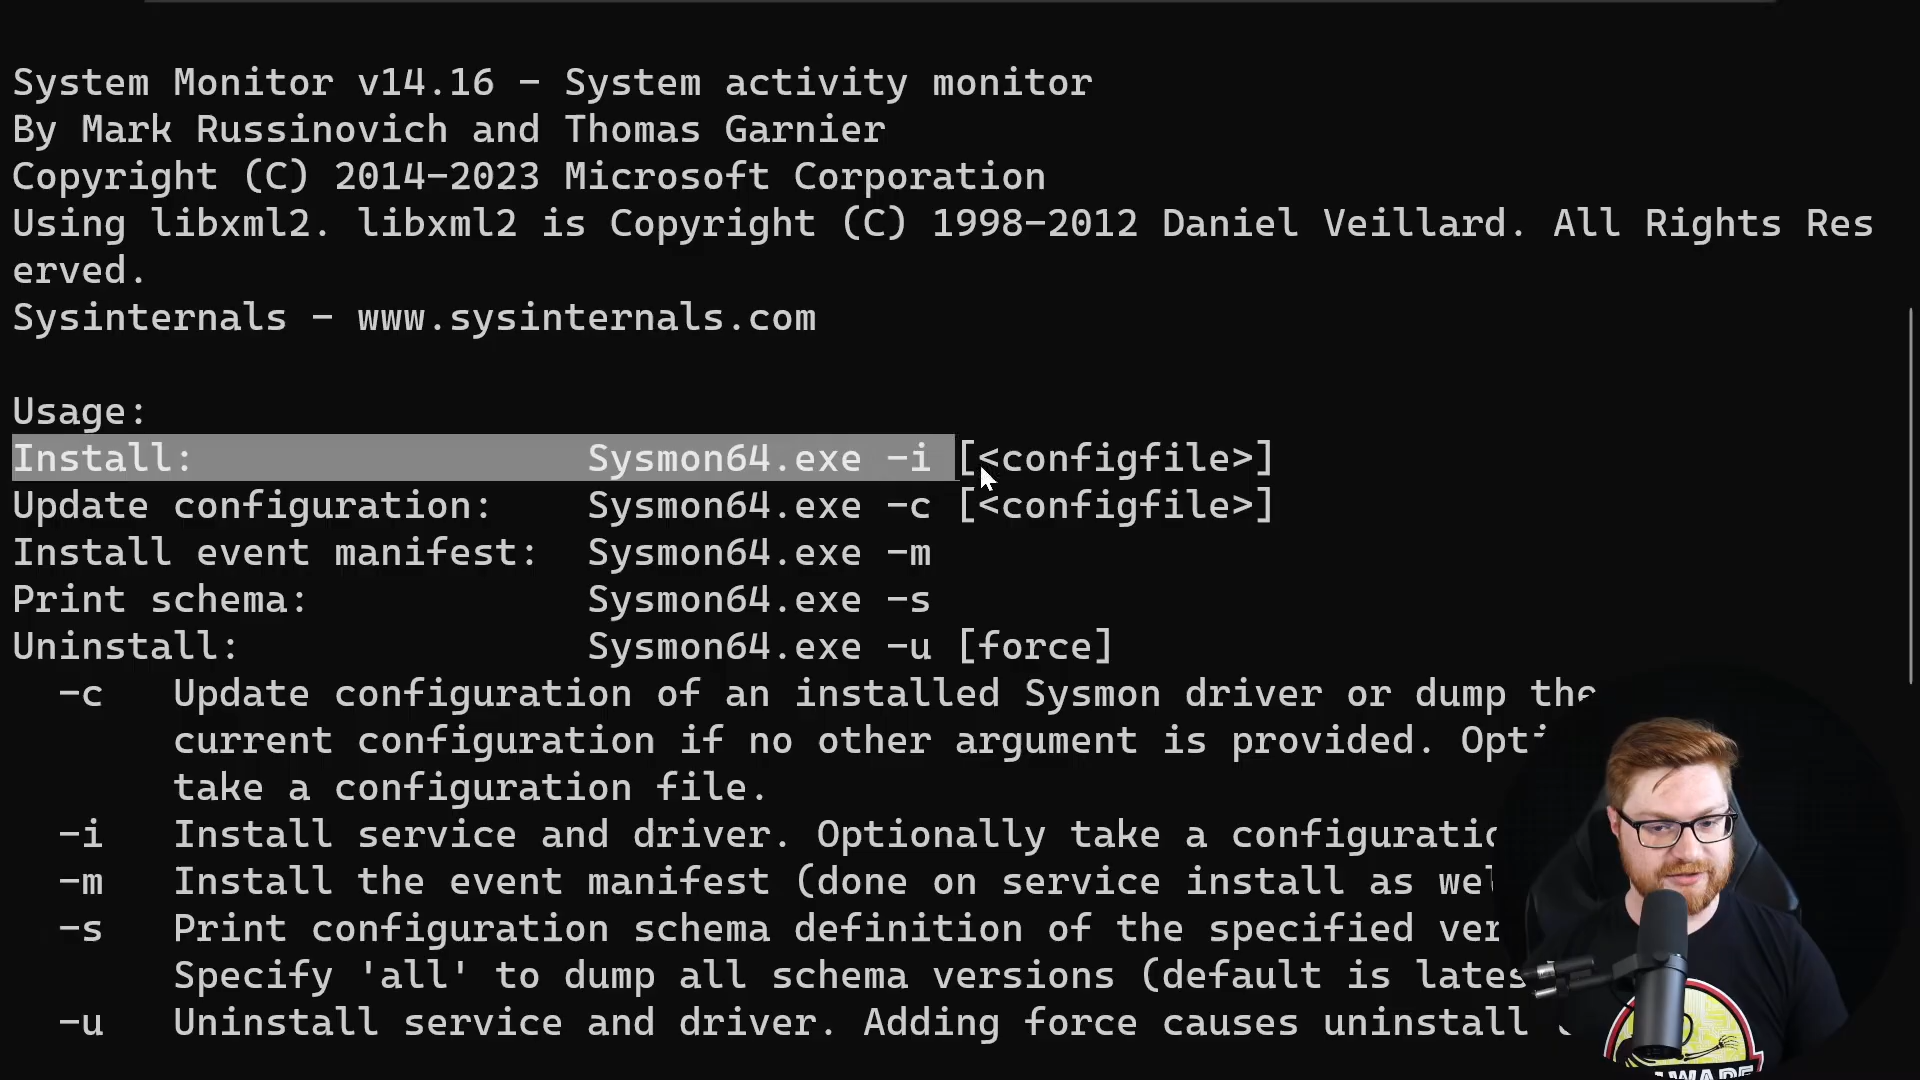 System Monitor v14.16 - System activity monitor
By Mark Russinovich and Thomas Garnier
Copyright (C) 2014-2023 Microsoft Corporation
Using libxml2. libxml2 is Copyright (C) 1998-2012 Daniel Veillard. All Rights Res
erved.
Sysinternals - www.sysinternals.com
Usage:
Install: Sysmon64.exe -i [<configfile>]
Update configuration: Sysmon64.exe -c [<configfile>]
Install event manifest: Sysmon64.exe -m
Print schema: Sysmon64.exe -s
Uninstall: Sysmon64.exe -u [force]
-c Update configuration of an installed Sysmon driver or dump the
current configuration if no other argument is provided.
take a configuration file.
-i Install service and driver. Optionally take a
-m Install the event manifest (done on service install as
-s Print configuration schema definition of the specified
Specify 'all' to dump all schema versions (default is
-u Uninstall service and driver. Adding force causes uninstall